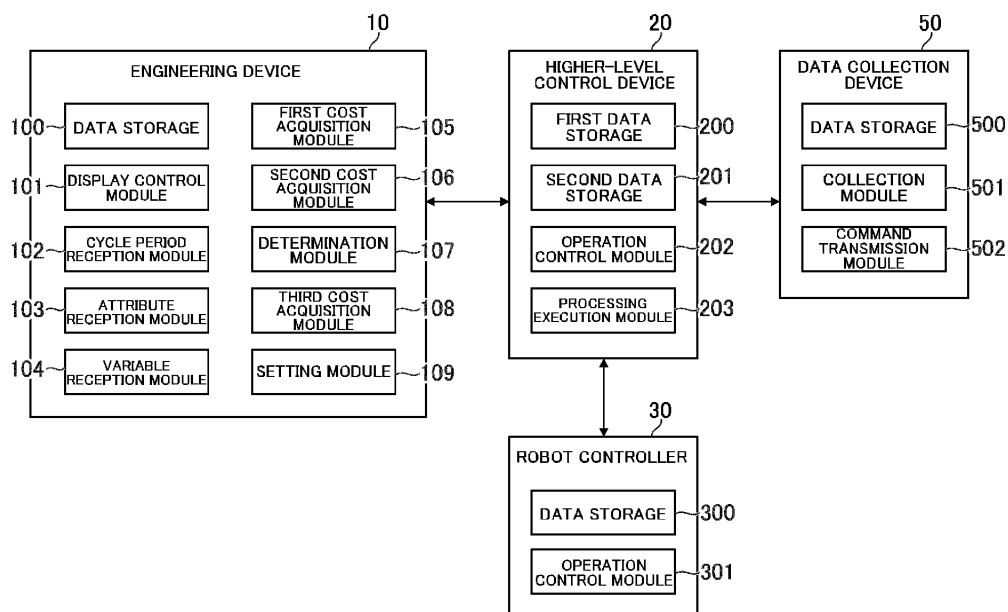 10
ENGINEERING DEVICE
100
DATA STORAGE
FIRST COST
ACQUISITION
MODULE
105
101
DISPLAY CONTROL
MODULE
SECOND COST
ACQUISITION
MODULE
106
102
CYCLE PERIOD
RECEPTION MODULE
DETERMINATION
MODULE
107
103
ATTRIBUTE
RECEPTION MODULE
THIRD COST
ACQUISITION
MODULE
108
104
VARIABLE
RECEPTION MODULE
SETTING MODULE
109
20
HIGHER-LEVEL
CONTROL DEVICE
FIRST DATA
STORAGE
200
SECOND DATA
STORAGE
201
OPERATION
CONTROL MODULE
202
PROCESSING
EXECUTION MODULE
203
50
DATA COLLECTION
DEVICE
DATA STORAGE
500
COLLECTION
MODULE
501
COMMAND
TRANSMISSION
MODULE
502
30
ROBOT CONTROLLER
DATA STORAGE
300
OPERATION
CONTROL MODULE
301